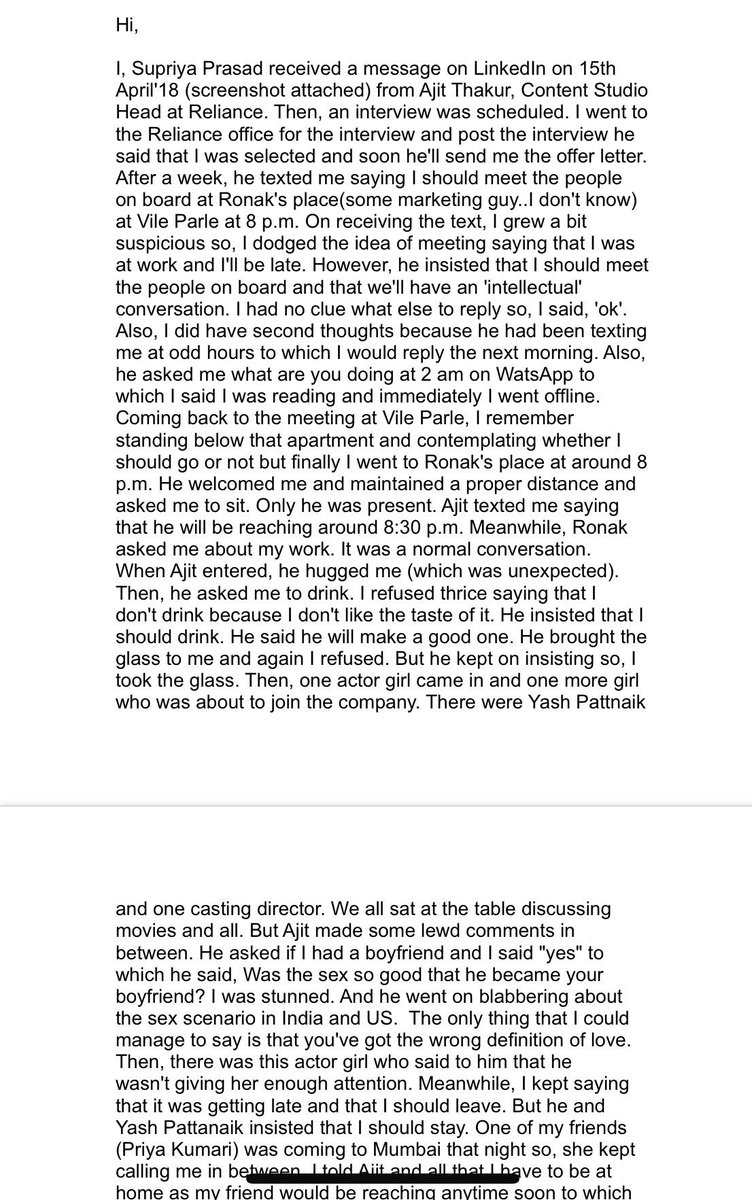 Hi,
I, Supriya Prasad received a message on LinkedIn on 15th
April'18 (screenshot attached) from Ajit Thakur, Content Studio
Head at Reliance. Then, an interview was scheduled. I went to
the Reliance office for the interview and post the interview he
said that I was selected and soon he'll send me the offer letter.
After a week, he texted me saying I should meet the people
on board at Ronak's place(some marketing guy..I don't know)
at Vile Parle at 8 p.m. On receiving the text, I grew a bit
suspicious so, I dodged the idea of meeting saying that I was
at work and I'll be late. However, he insisted that I should meet
the people on board and that we'll have an 'intellectual'
conversation. I had no clue what else to reply so, I said, 'ok'.
Also, I did have second thoughts because he had been texting
me at odd hours to which I would reply the next morning. Also,
he asked me what are you doing at 2 am on WatsApp to
which I said I was reading and immediately I went offline.
Coming back to the meeting at Vile Parle, I remember
standing below that apartment and contemplating whether I
should go or not but finally I went to Ronak's place at around 8
p.m. He welcomed me and maintained a proper distance and
asked me to sit. Only he was present. Ajit texted me saying
that he will be reaching around 8:30 p.m. Meanwhile, Ronak
asked me about my work. It was a normal conversation.
When Ajit entered, he hugged me (which was unexpected).
Then, he asked me to drink. I refused thrice saying that I
don't drink because I don't like the taste of it. He insisted that I
should drink. He said he will make a good one. He brought the
glass to me and again I refused. But he kept on insisting so, I
took the glass. Then, one actor girl came in and one more girl
who was about to join the company. There were Yash Pattnaik
and one casting director. We all sat at the table discussing
movies and all. But Ajit made some lewd comments in
between. He asked if I had a boyfriend and I said "yes" to
which he said, Was the sex so good that he became your
boyfriend? I was stunned. And he went on blabbering about
the sex scenario in India and US. The only thing that I could
manage to say is that you've got the wrong definition of love.
Then, there was this actor girl who said to him that he
wasn't giving her enough attention. Meanwhile, I kept saying
that it was getting late and that I should leave. But he and
Yash Pattanaik insisted that I should stay. One of my friends
(Priya Kumari) was coming to Mumbai that night so, she kept
calling me in between. I told Ajit and all that I have to be at
home as my friend would be reaching anytime soon to which